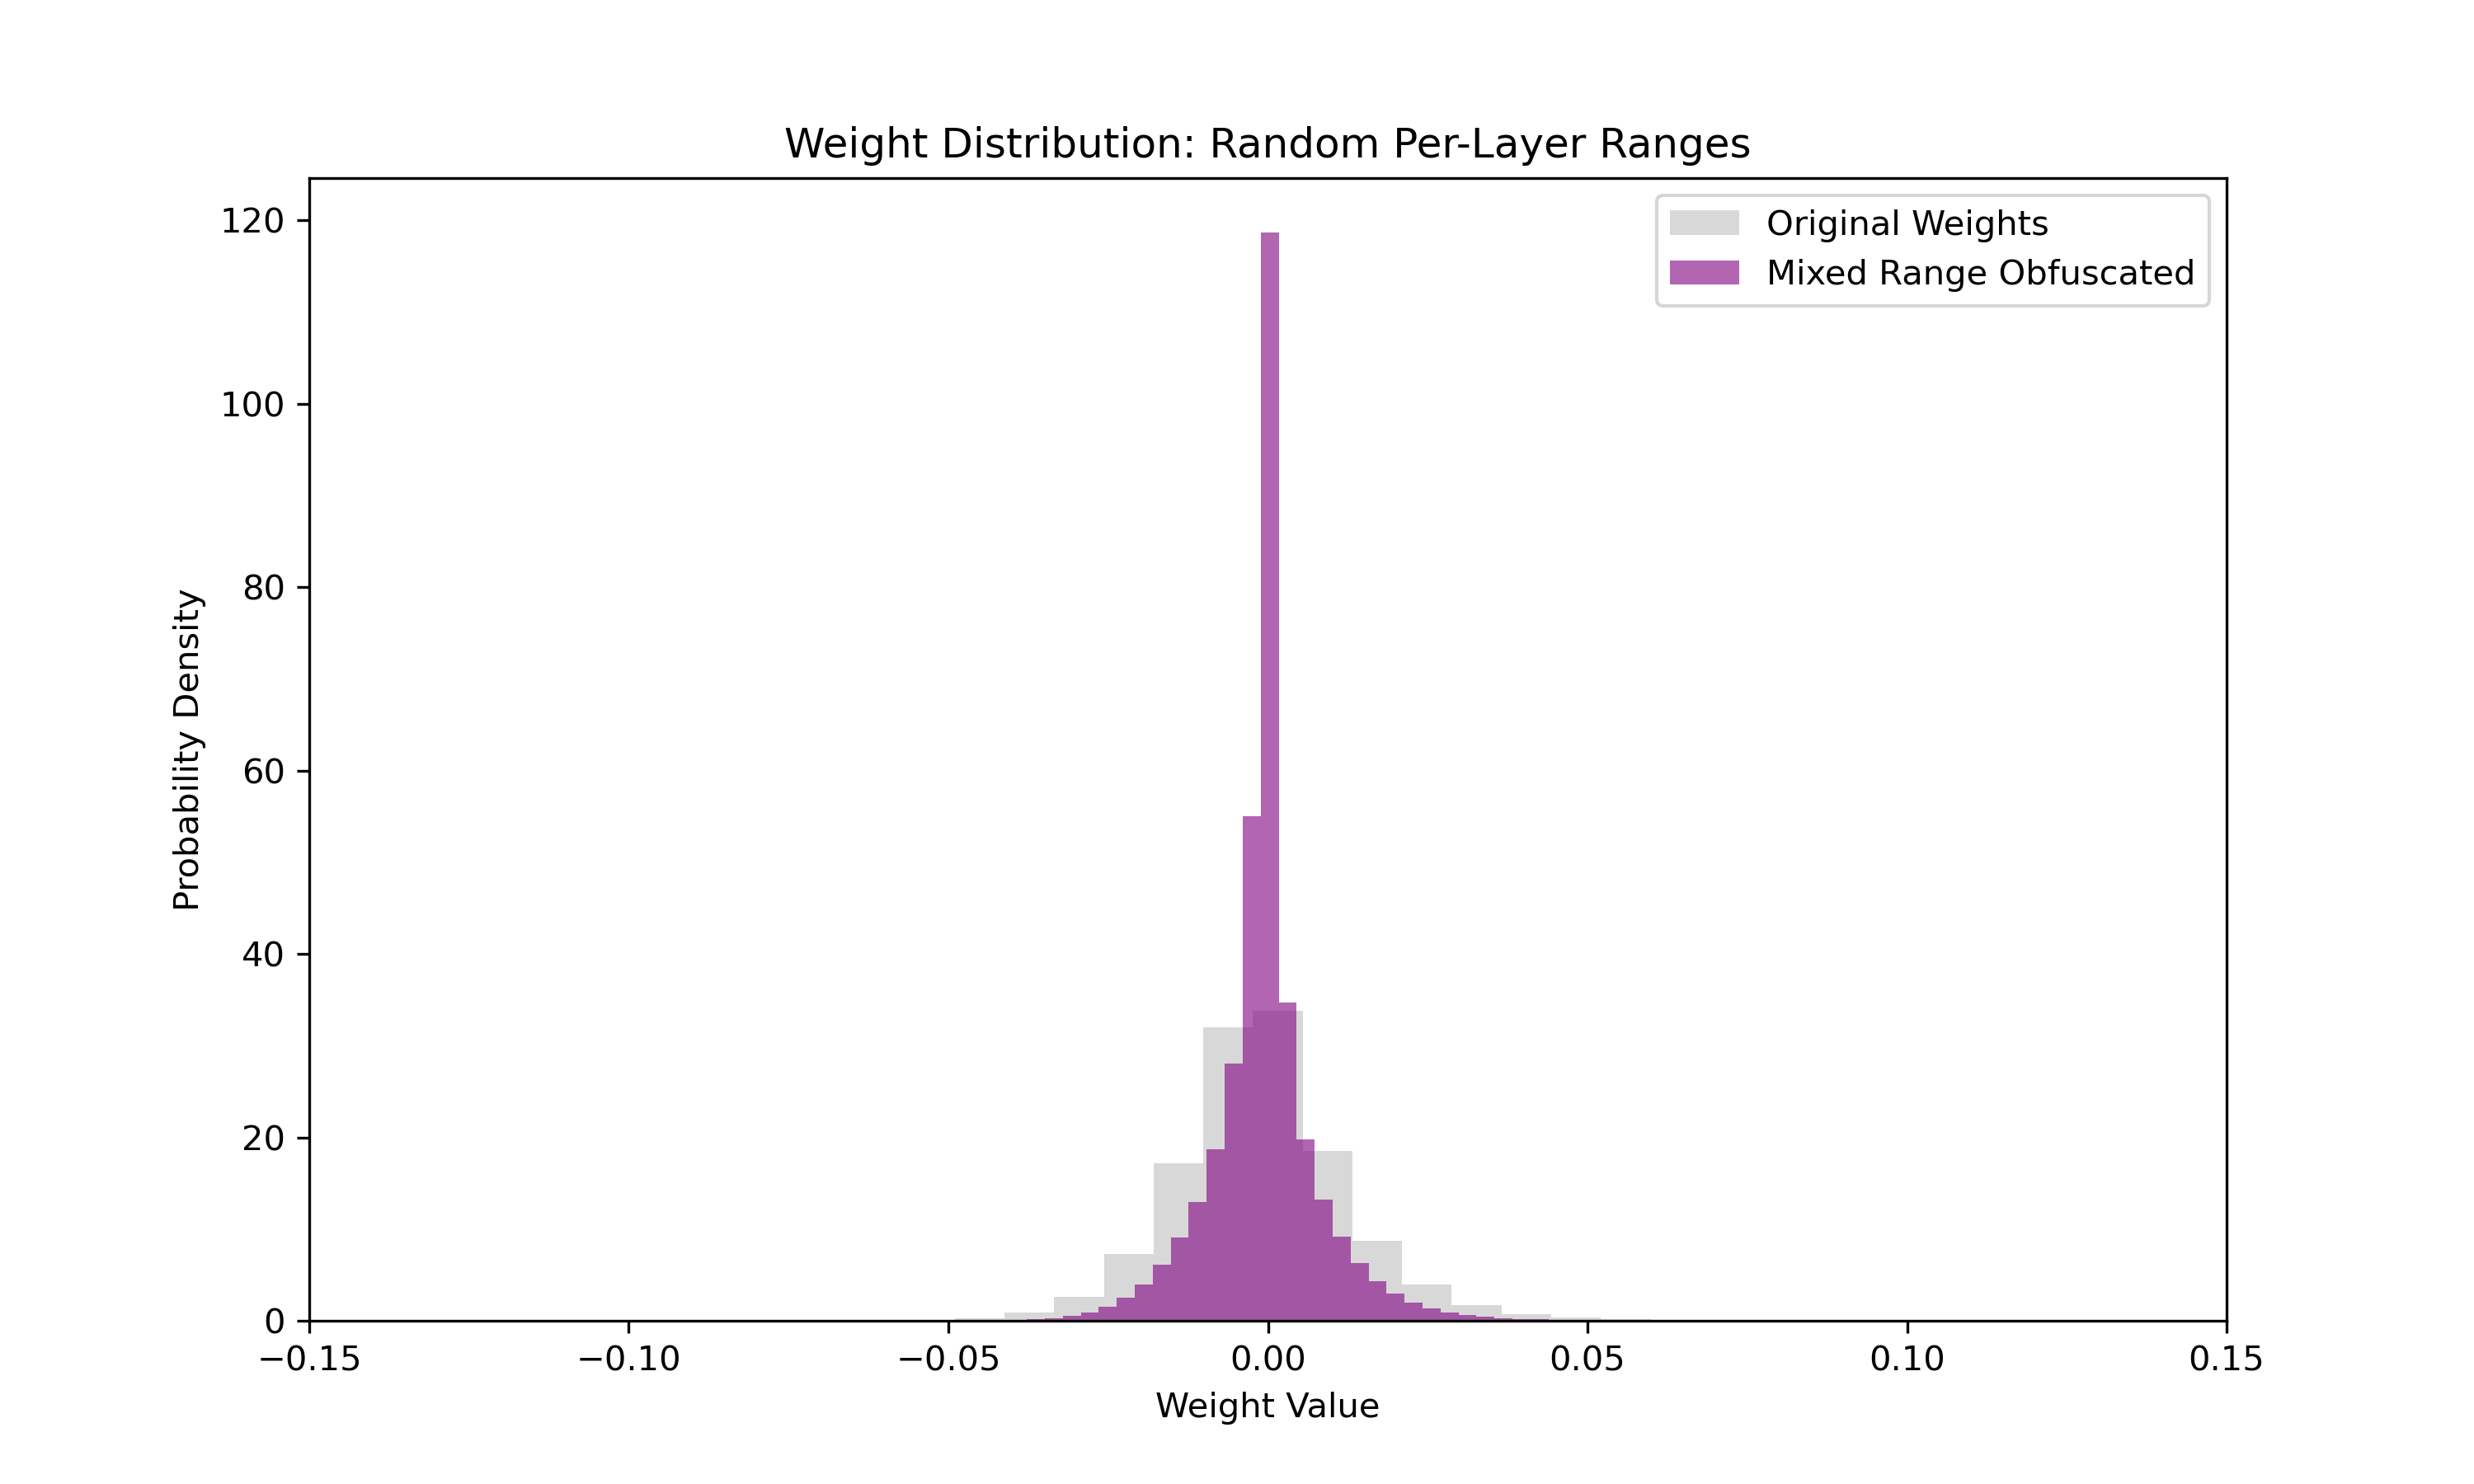 Weight Distribution: Random Per-Layer Ranges
Original Weights
Mixed Range Obfuscated
Probability Density
120
100
80
60
40
20
0
−0.15 −0.10 −0.05 0.00 0.05 0.10 0.15
Weight Value